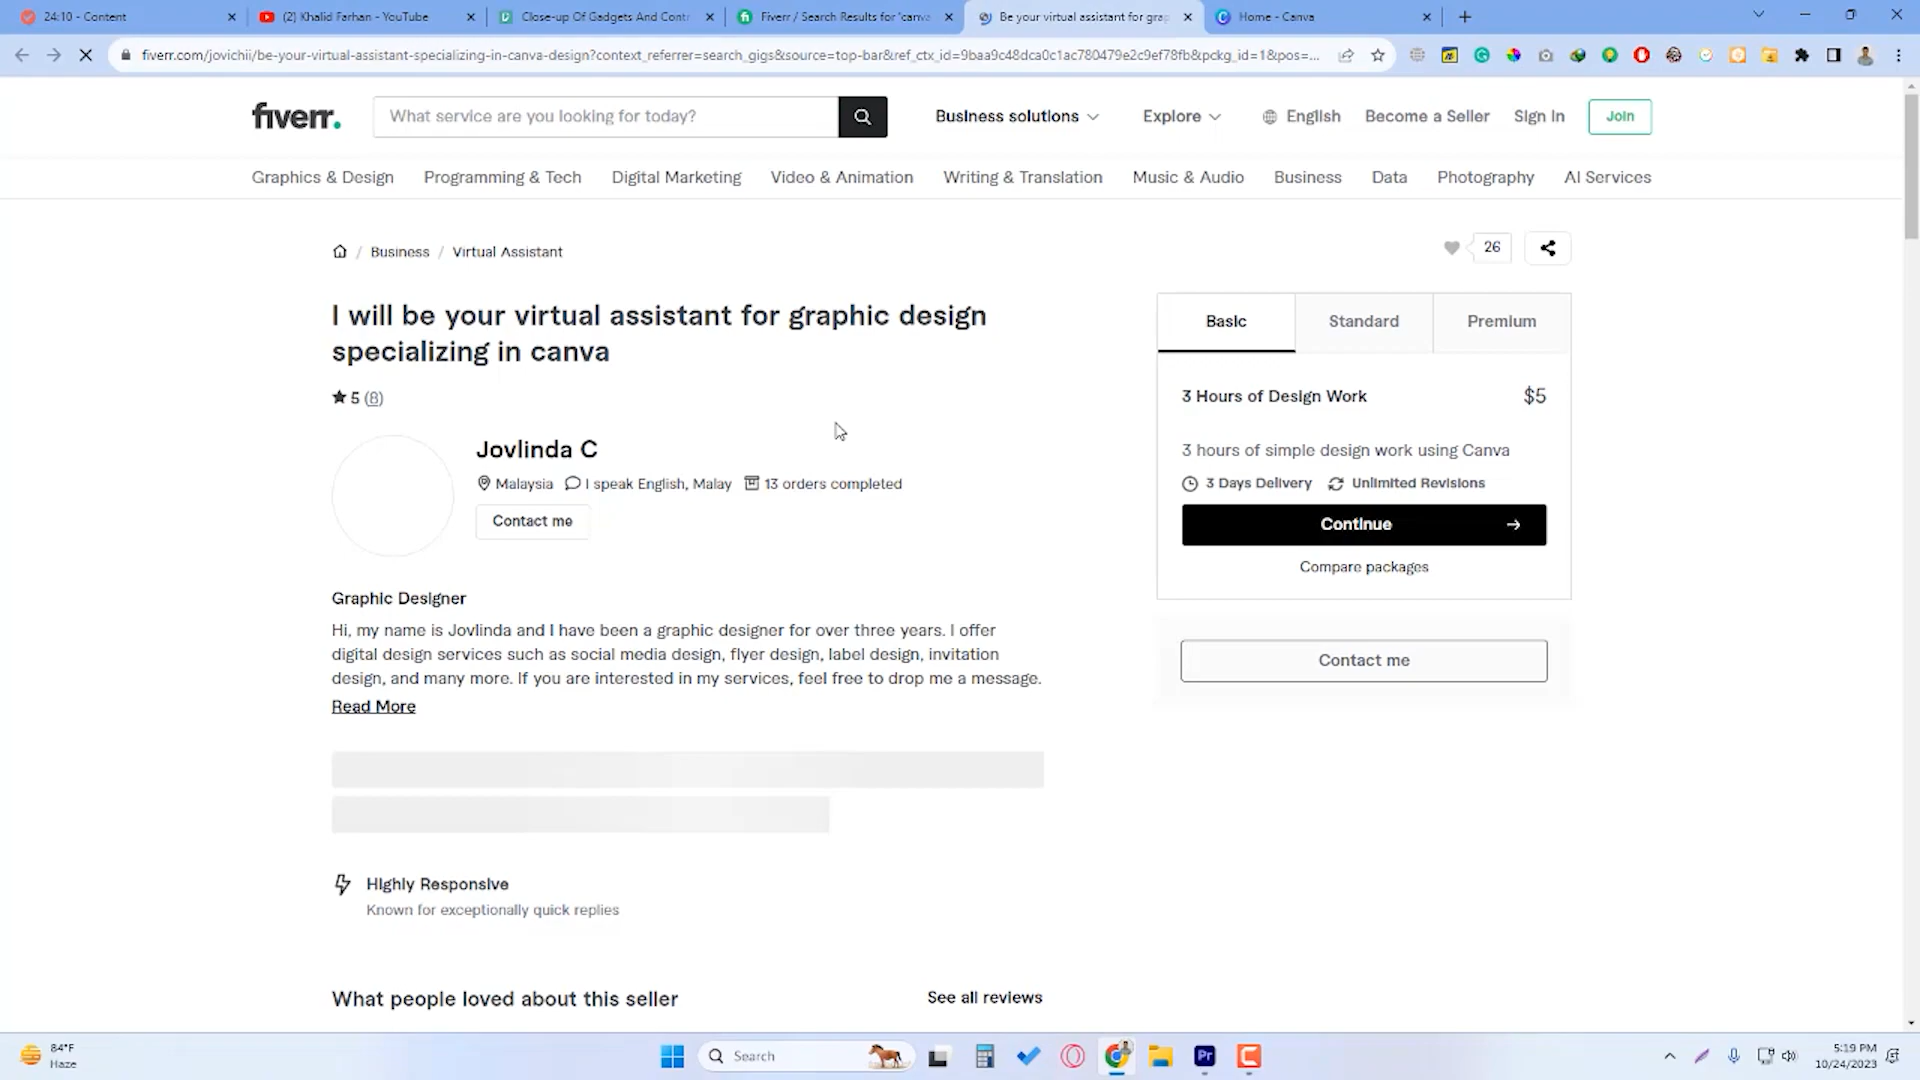 24:10 - Content
(2) Khalid Farhan - YouTube
Close-up Of Gadgets And Contr
Fiverr / Search Results for 'canva
Be your virtual assistant for grap
Home - Canva
fiverr.com/jovichii/be-your-virtual-assistant-specializing-in-canva-design?context_referrer=search_gigs&source=top-bar&ref_ctx_id=9baa9c48dca0c1ac780479e2c9ef78fb&pckg_id=1&pos=...
fiverr.
What service are you looking for today?
Business solutions
Explore
English
Become a Seller
Sign In
Join
Graphics & Design
Programming & Tech
Digital Marketing
Video & Animation
Writing & Translation
Music & Audio
Business
Data
Photography
AI Services
/ Business / Virtual Assistant
26
I will be your virtual assistant for graphic design
specializing in canva
5 (8)
Jovlinda C
Malaysia
I speak English, Malay
13 orders completed
Contact me
Graphic Designer
Hi, my name is Jovlinda and I have been a graphic designer for over three years. I offer
digital design services such as social media design, flyer design, label design, invitation
design, and many more. If you are interested in my services, feel free to drop me a message.
Read More
Highly Responsive
Known for exceptionally quick replies
What people loved about this seller
See all reviews
Basic
Standard
Premium
3 Hours of Design Work
$5
3 hours of simple design work using Canva
3 Days Delivery
Unlimited Revisions
Continue
Compare packages
Contact me
84°F
Haze
Search
Pr
5:19 PM
10/24/2023